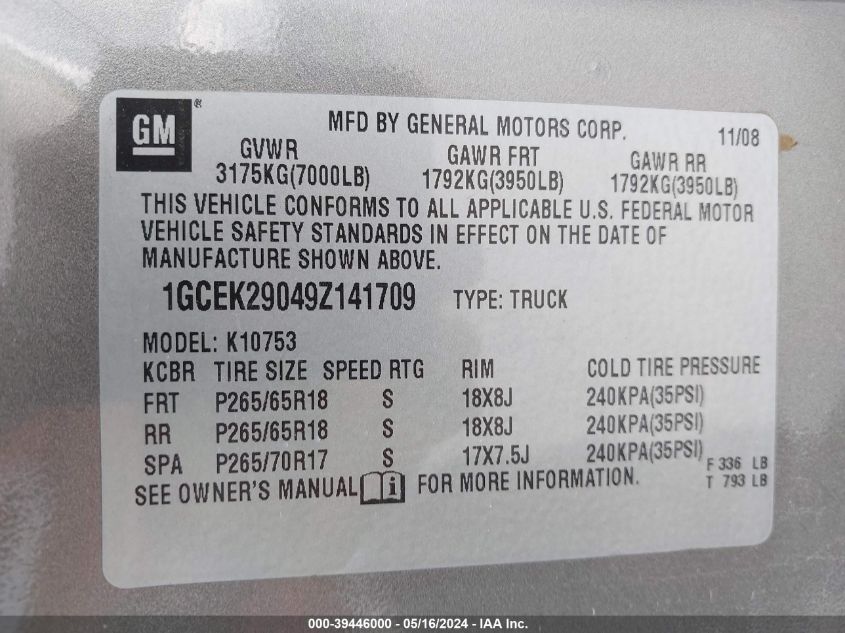 GM ®
MFD BY GENERAL MOTORS CORP. 11/08
GVWR GAWR FRT GAWR RR
3175KG(7000LB) 1792KG(3950LB) 1792KG(3950LB)
THIS VEHICLE CONFORMS TO ALL APPLICABLE U.S. FEDERAL MOTOR
VEHICLE SAFETY STANDARDS IN EFFECT ON THE DATE OF
MANUFACTURE SHOWN ABOVE.
1GCEK29049Z141709 TYPE: TRUCK
MODEL: K10753
KCBR TIRE SIZE SPEED RTG RIM COLD TIRE PRESSURE
FRT P265/65R18 S 18X8J 240KPA(35PSI)
RR P265/65R18 S 18X8J 240KPA(35PSI)
SPA P265/70R17 S 17X7.5J 240KPA(35PSI)
F 336 LB
T 793 LB
SEE OWNER'S MANUAL i FOR MORE INFORMATION.
000-39446000 - 05/16/2024 - IAA Inc.